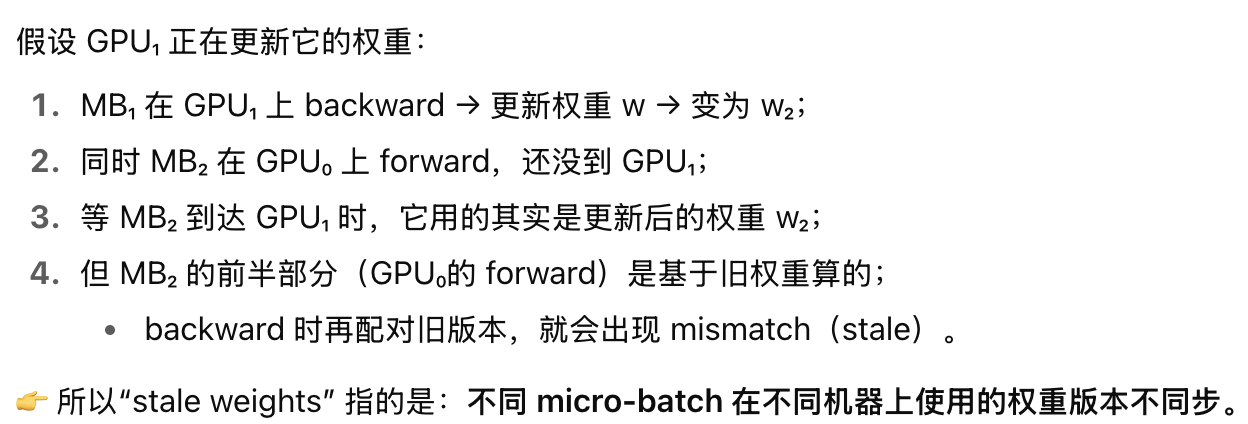 假设 GPU₁ 正在更新它的权重：
1. MB₁ 在 GPU₁ 上 backward → 更新权重 w → 变为 w₂；
2. 同时 MB₂ 在 GPU₀ 上 forward，还没到 GPU₁；
3. 等 MB₂ 到达 GPU₁ 时，它用的其实是更新后的权重 w₂；
4. 但 MB₂ 的前半部分（GPU₀的 forward）是基于旧权重算的；
• backward 时再配对旧版本，就会出现 mismatch（stale）。
👉 所以“stale weights” 指的是：不同 micro-batch 在不同机器上使用的权重版本不同步。